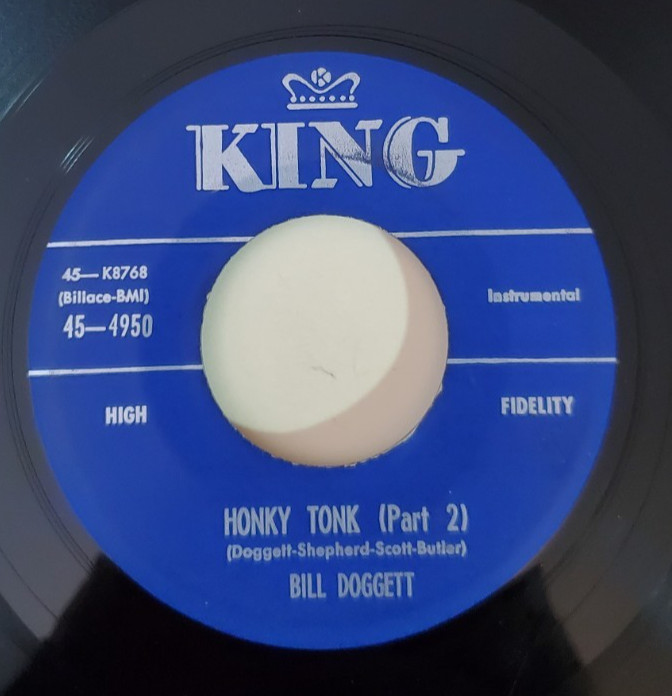 K
KING
45—K8768
(Billace-BMI)
45—4950
Instrumental
HIGH
FIDELITY
HONKY TONK (Part 2)
(Doggett-Shepherd-Scott-Butler)
BILL DOGGETT